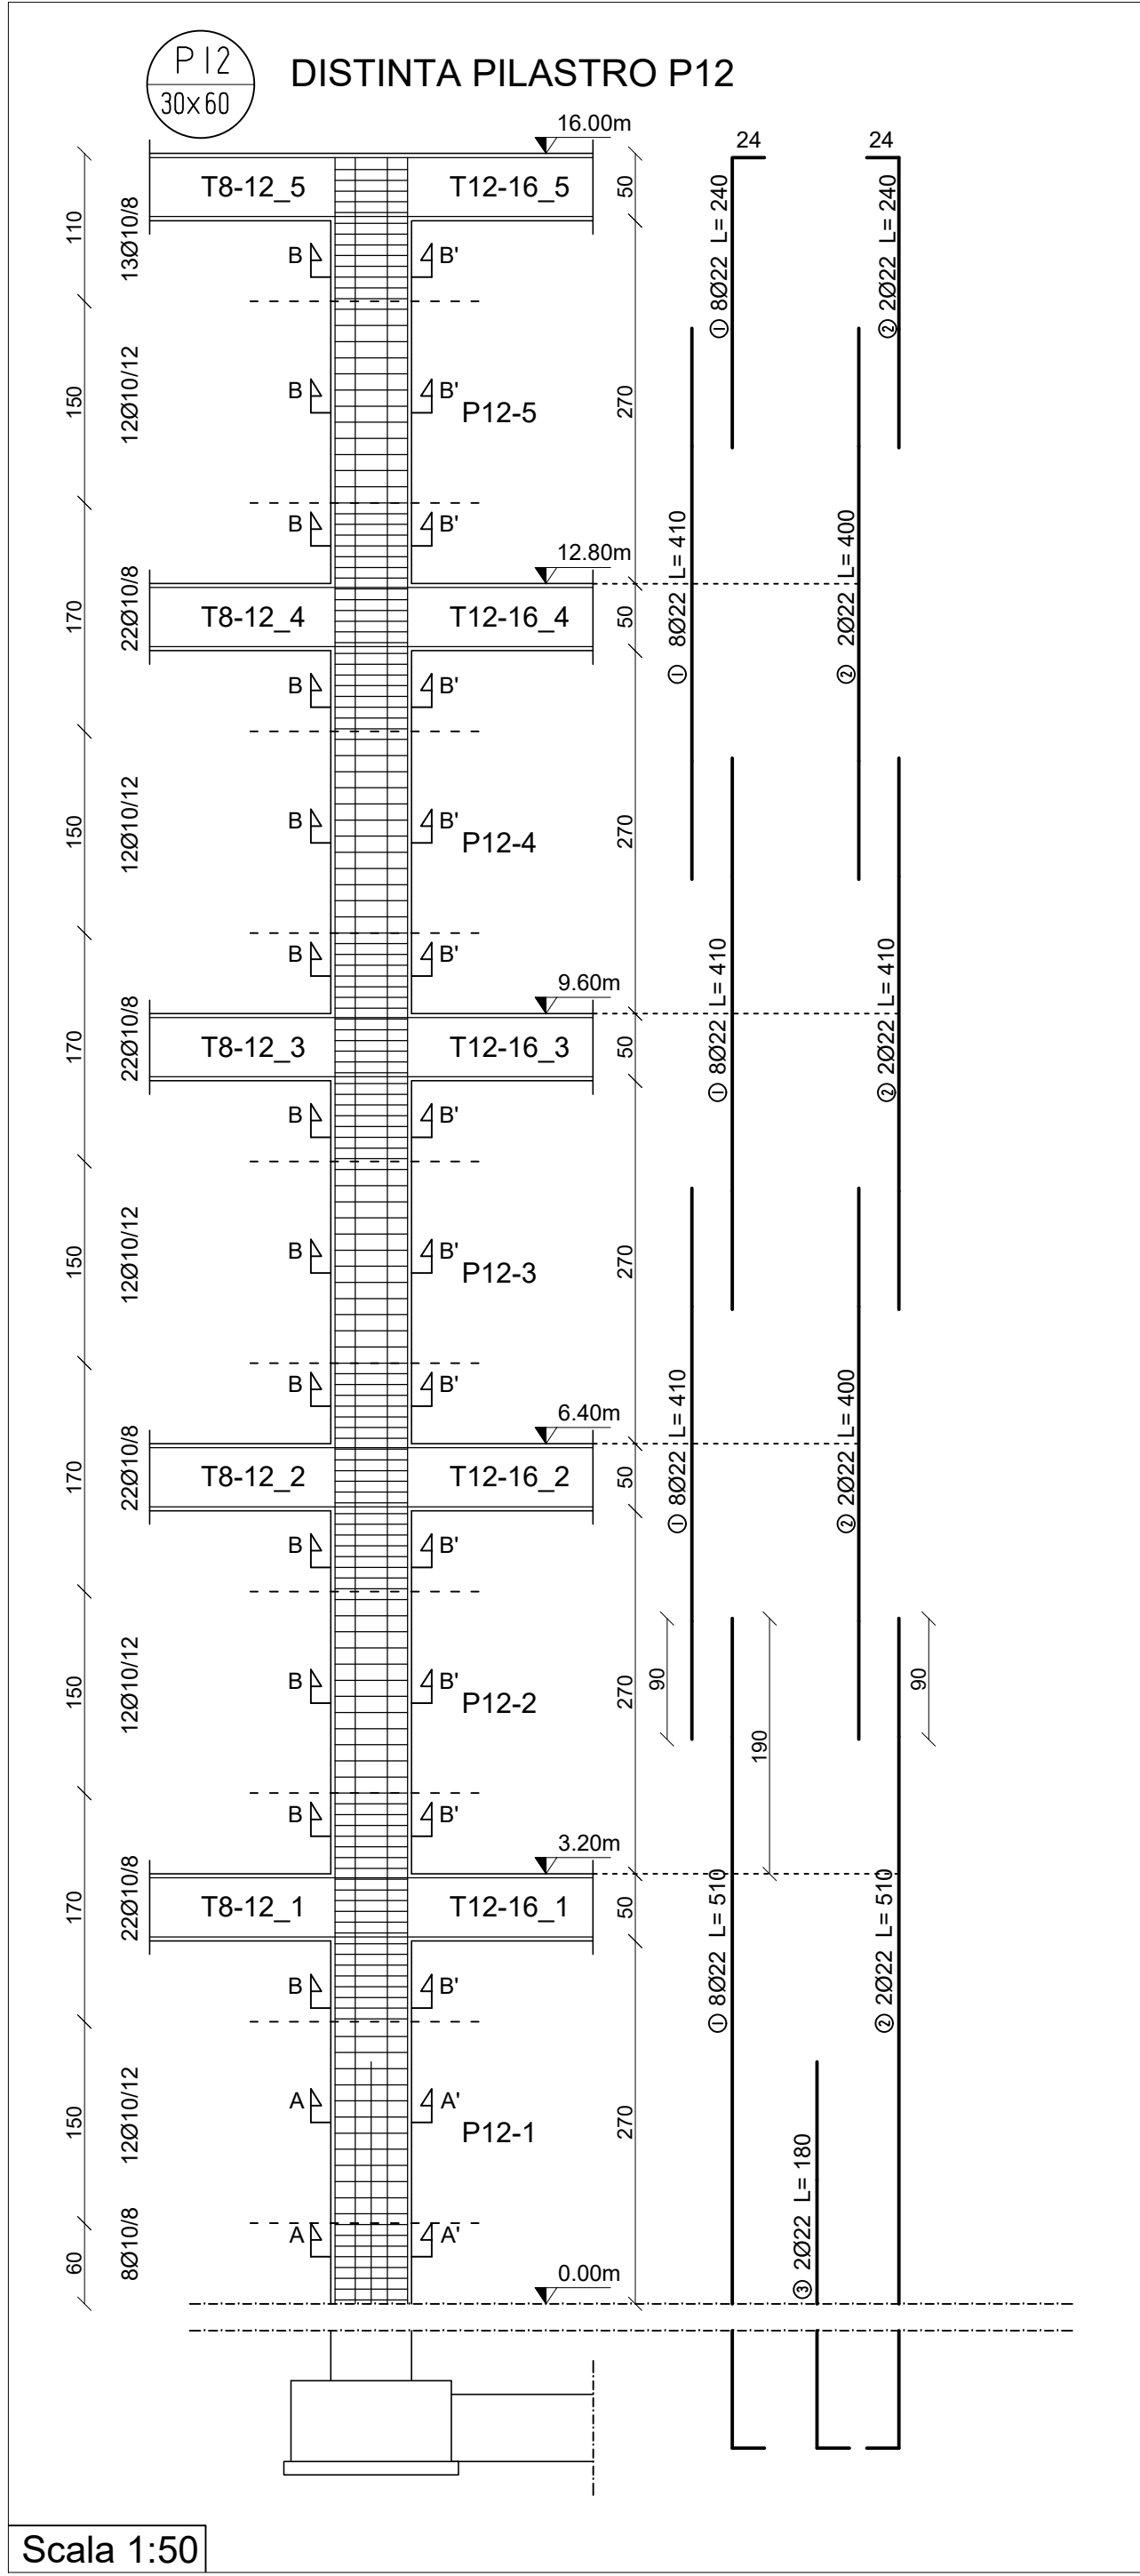 P12
30x60
DISTINTA PILASTRO P12
16.00m
24
24
T8-12_5
T12-16_5
50
110
13Ø10/8
B
B'
① 8Ø22 L= 240
② 2Ø22 L= 240
150
12Ø10/12
B
B'
P12-5
270
B
B'
12.80m
① 8Ø22 L= 410
② 2Ø22 L= 400
170
22Ø10/8
T8-12_4
T12-16_4
50
B
B'
150
12Ø10/12
B
B'
P12-4
270
B
B'
9.60m
① 8Ø22 L= 410
② 2Ø22 L= 410
170
22Ø10/8
T8-12_3
T12-16_3
50
B
B'
150
12Ø10/12
B
B'
P12-3
270
B
B'
6.40m
① 8Ø22 L= 410
② 2Ø22 L= 400
170
22Ø10/8
T8-12_2
T12-16_2
50
B
B'
150
12Ø10/12
B
B'
P12-2
270
90
190
90
B
B'
3.20m
170
22Ø10/8
T8-12_1
T12-16_1
50
① 8Ø22 L= 510
② 2Ø22 L= 510
B
B'
150
12Ø10/12
A
A'
P12-1
270
③ 2Ø22 L= 180
60
8Ø10/8
A
A'
0.00m
Scala 1:50